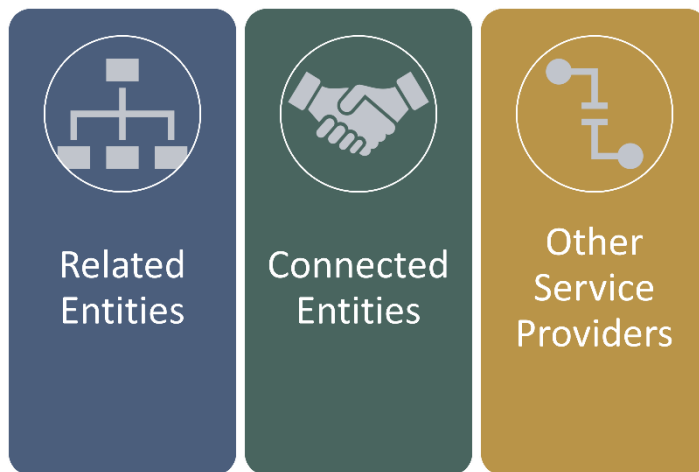 Related
Entities
Connected
Entities
Other
Service
Providers